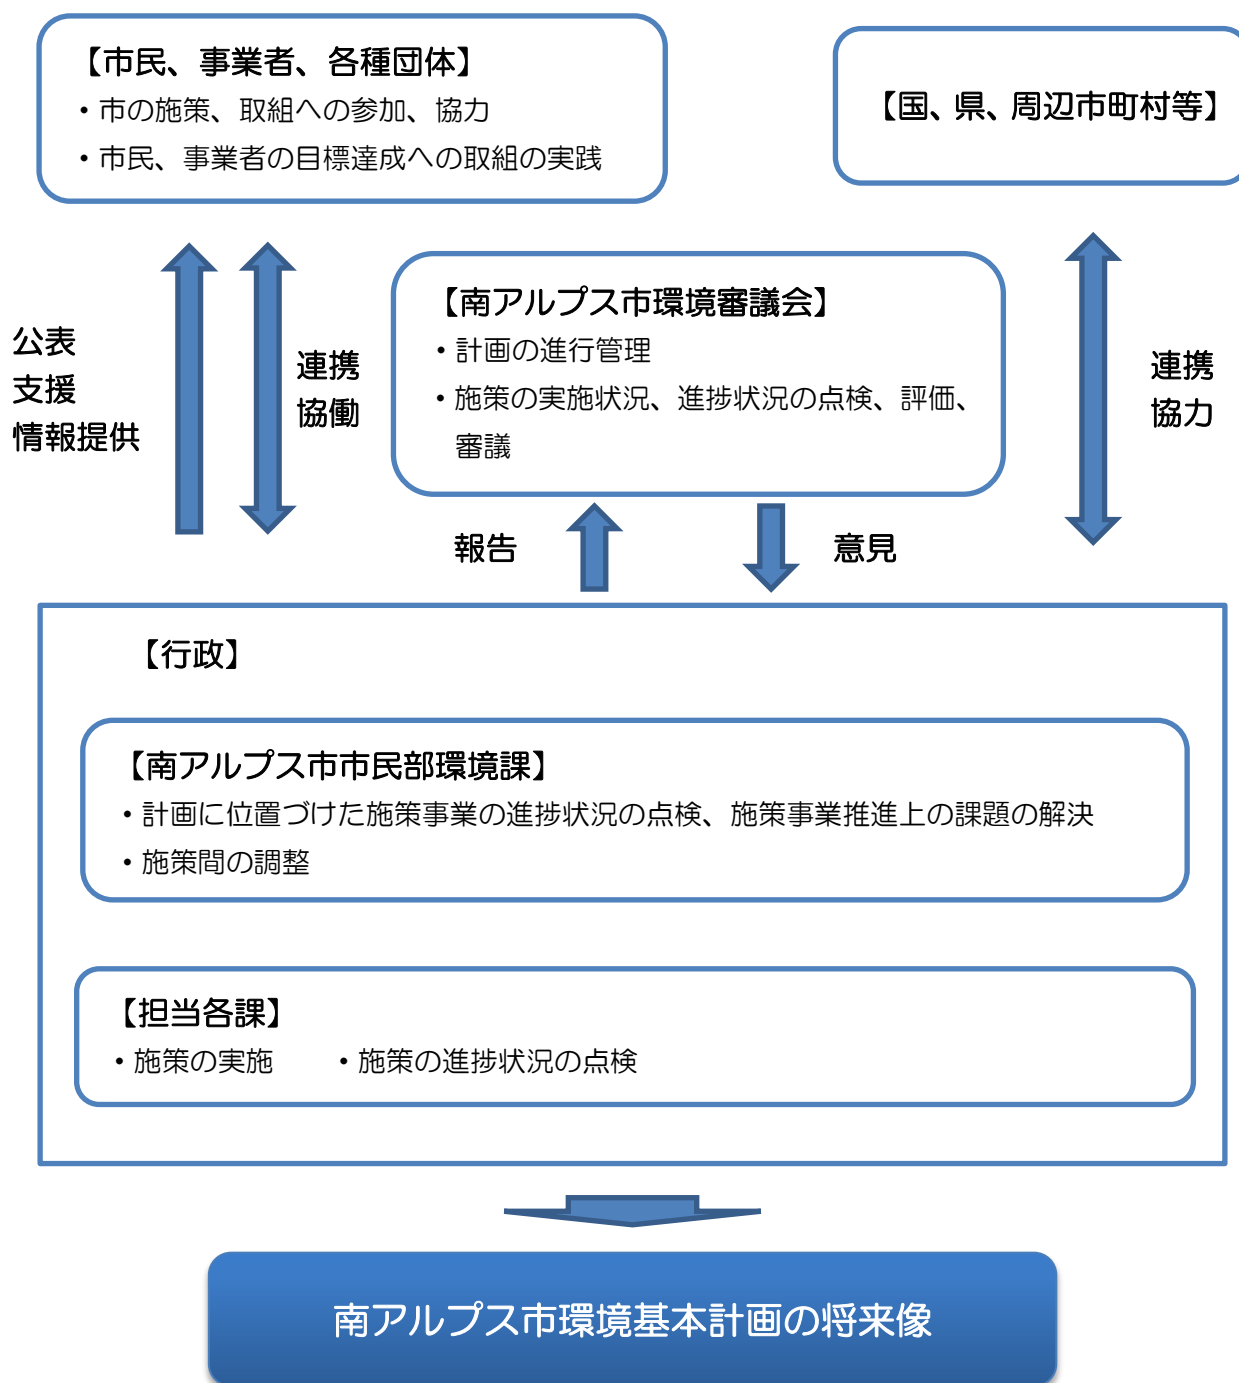 【市民、事業者、各種団体】
・市の施策、取組への参加、協力
・市民、事業者の目標達成への取組の実践
【国、県、周辺市町村等】
公表
支援
情報提供
連携
協働
【南アルプス市環境審議会】
・計画の進行管理
・施策の実施状況、進捗状況の点検、評価、
審議
連携
協力
報告
意見
【行政】
【南アルプス市市民部環境課】
・計画に位置づけた施策事業の進捗状況の点検、施策事業推進上の課題の解決
・施策間の調整
【担当各課】
・施策の実施　　・施策の進捗状況の点検
南アルプス市環境基本計画の将来像